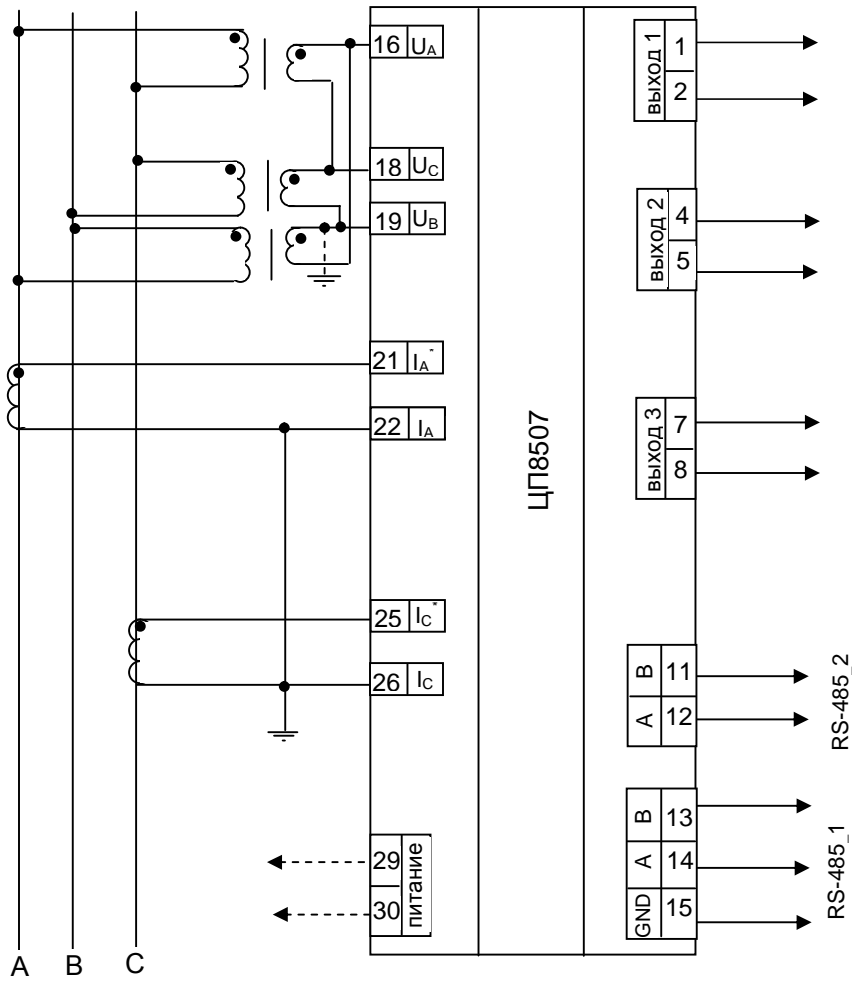 16 UA
18 UC
19 UB
21 IA*
22 IA
25 IC*
26 IC
29
30
питание
ЦП8507
выход 1
1
2
выход 2
4
5
выход 3
7
8
B 11
A 12
RS-485_2
B 13
A 14
GND 15
RS-485_1
A B C